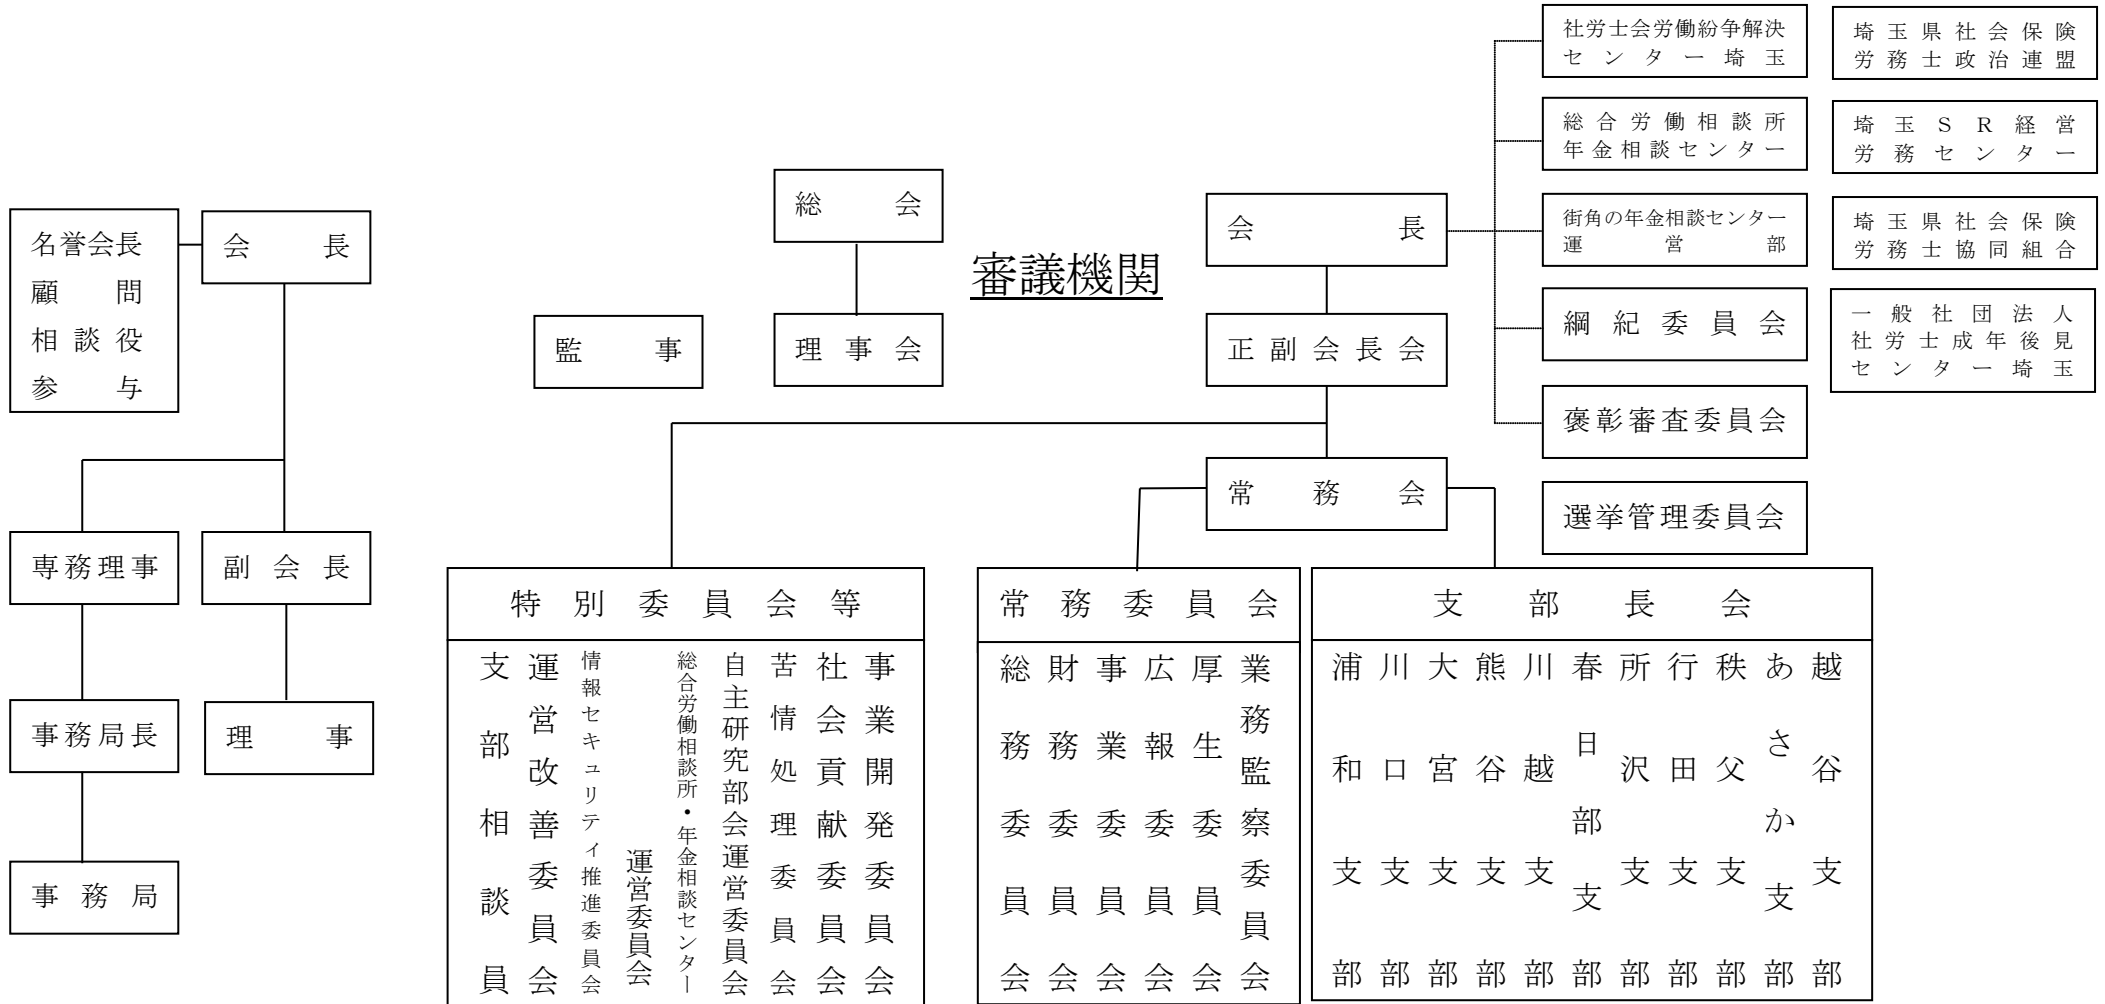 名誉会長
顧問
相談役
参与
会長
専務理事
副会長
事務局長
理事
事務局
総会
審議機関
監事
理事会
会長
正副会長会
常務会
社労士会労働紛争解決
センター埼玉
総合労働相談所
年金相談センター
街角の年金相談センター
運営部
綱紀委員会
褒彰審査委員会
選挙管理委員会
埼玉県社会保険
労務士政治連盟
埼玉SR経営
労務センター
埼玉県社会保険
労務士協同組合
一般社団法人
社労士成年後見
センター埼玉
特別委員会等
事業開発委員会
社会貢献委員会
苦情処理委員会
自主研究部会運営委員会
総合労働相談所・年金相談センター
運営委員会
情報セキュリティ推進委員会
運営改善委員会
支部相談員
常務委員会
総務委員会
財務委員会
事業委員会
広報委員会
厚生委員会
業務監察委員会
支部長会
浦和支部
川口支部
大宮支部
熊谷支部
川越支部
春日部支部
所沢支部
行田支部
秩父支部
あさか支部
越谷支部